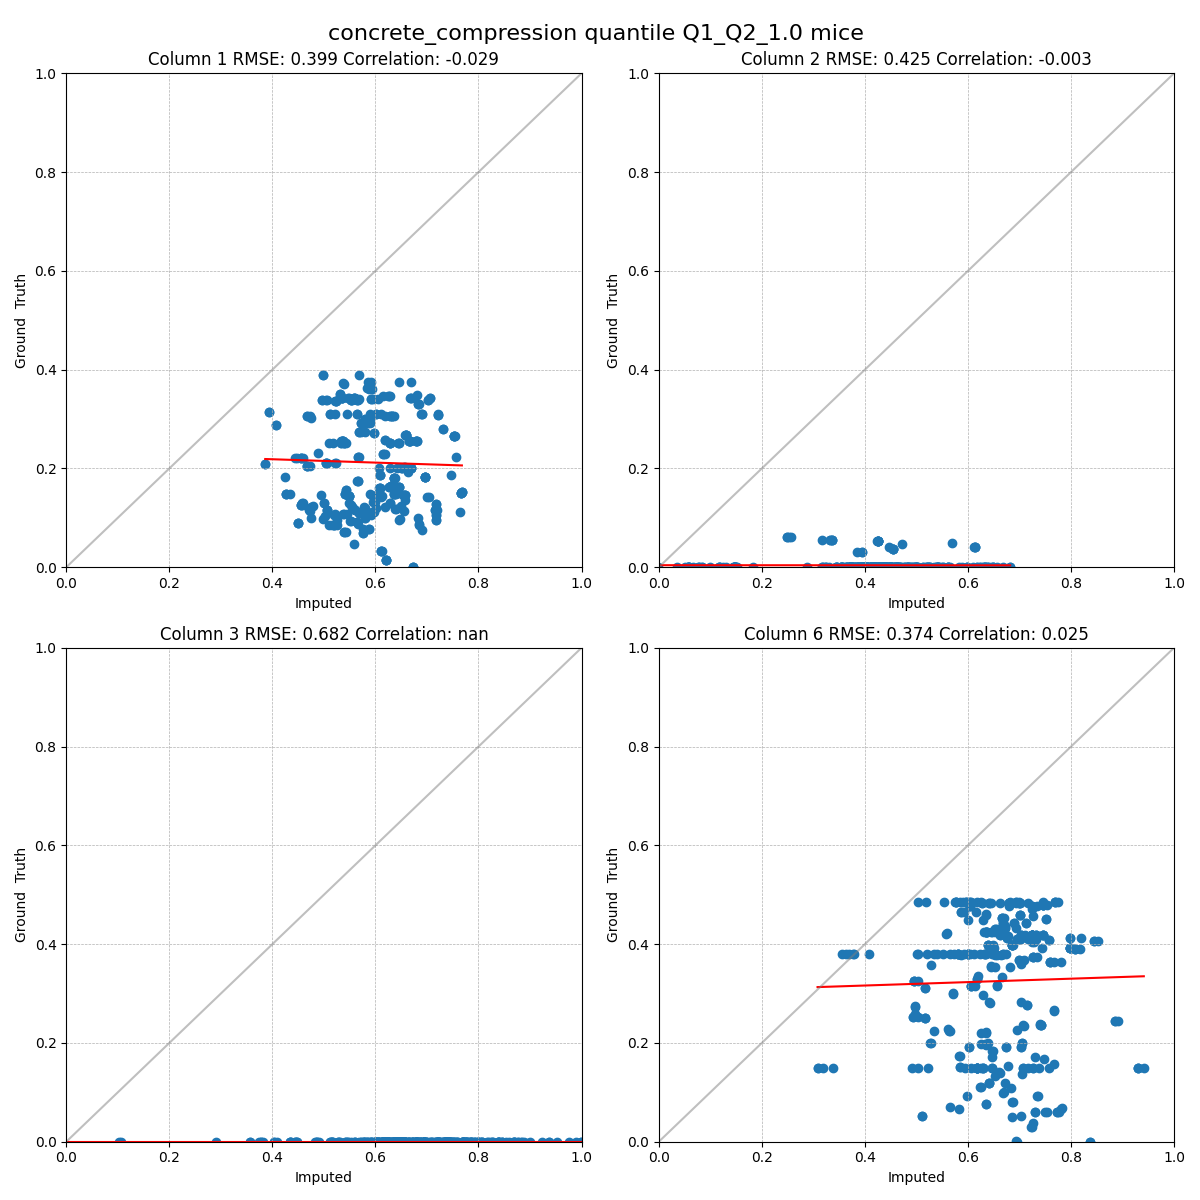 concrete_compression quantile Q1_Q2_1.0 mice
Column 1 RMSE: 0.399 Correlation: -0.029
Column 2 RMSE: 0.425 Correlation: -0.003
1.0
0.8
0.6
0.4
0.2
0.0
Ground Truth
0.0 0.2 0.4 0.6 0.8 1.0
Imputed
1.0
0.8
0.6
0.4
0.2
0.0
Ground Truth
0.0 0.2 0.4 0.6 0.8 1.0
Imputed
Column 3 RMSE: 0.682 Correlation: nan
Column 6 RMSE: 0.374 Correlation: 0.025
1.0
0.8
0.6
0.4
0.2
0.0
Ground Truth
0.0 0.2 0.4 0.6 0.8 1.0
Imputed
1.0
0.8
0.6
0.4
0.2
0.0
Ground Truth
0.0 0.2 0.4 0.6 0.8 1.0
Imputed